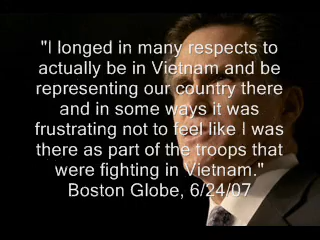 "I longed in many respects to
actually be in Vietnam and be
representing our country there
and in some ways it was
frustrating not to feel like I was
there as part of the troops that
were fighting in Vietnam."
Boston Globe, 6/24/07